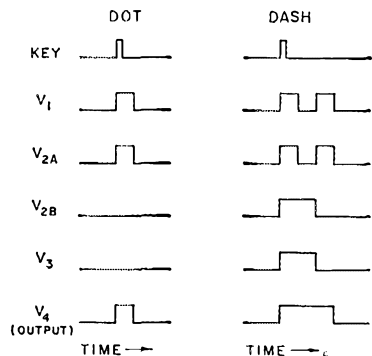 DOT DASH
KEY
V1
V2A
V2B
V3
V4
(OUTPUT)
TIME → TIME →